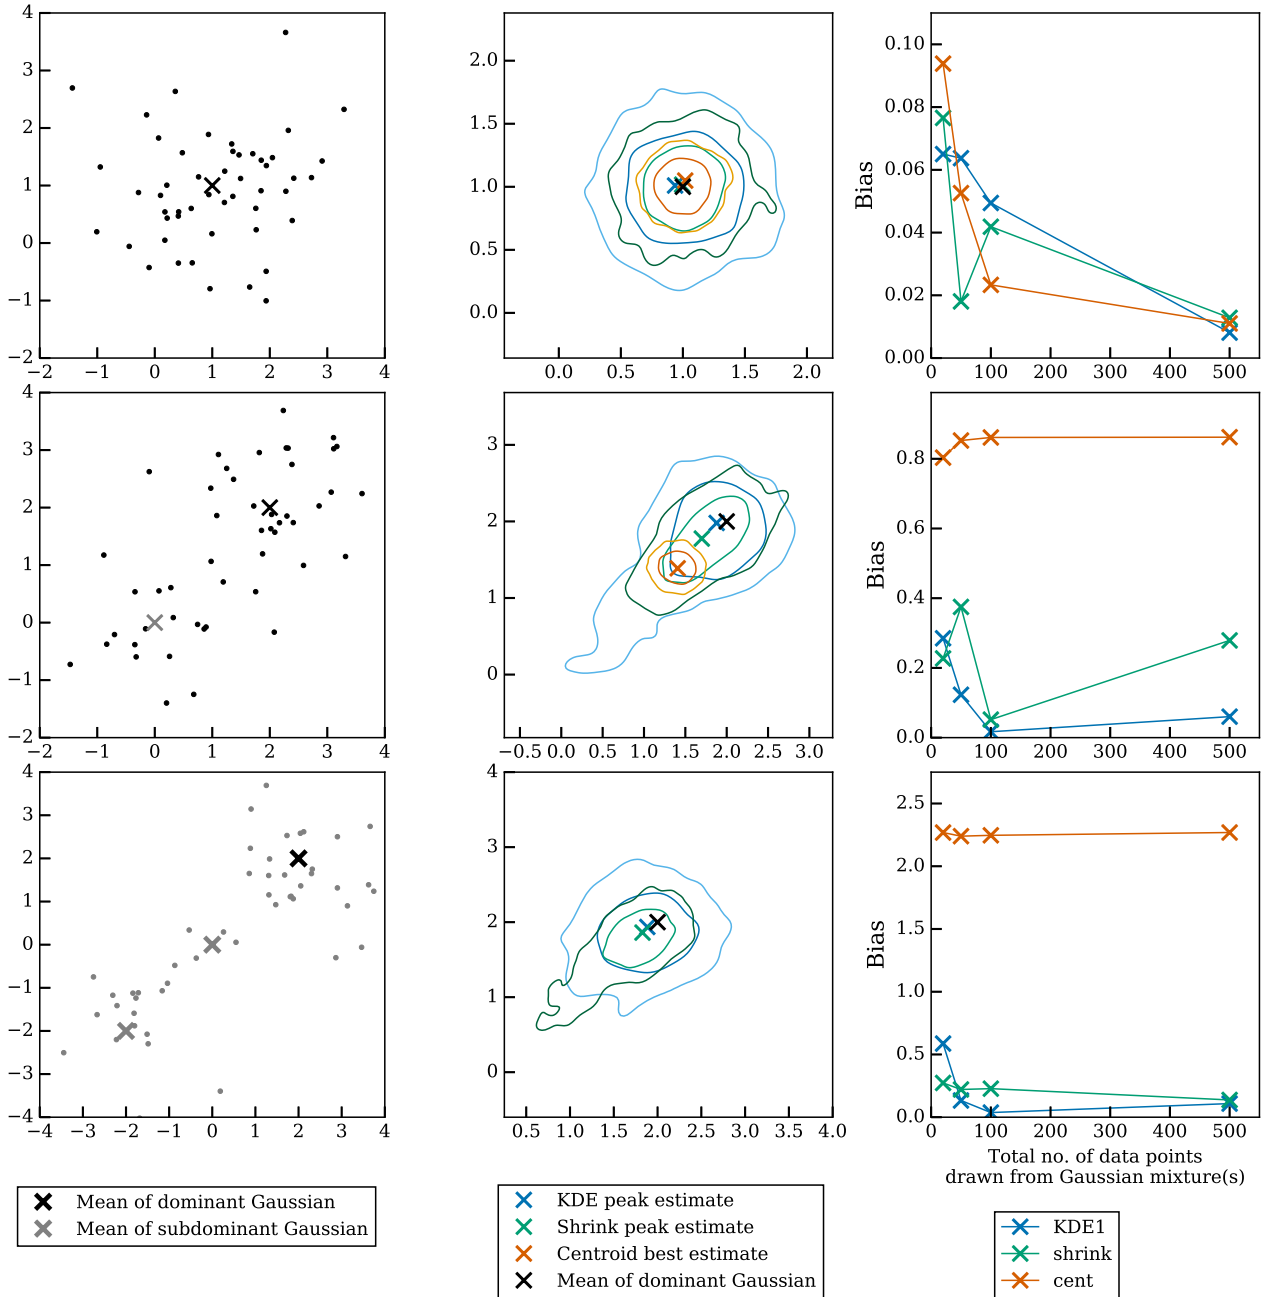 4
3
2
1
0
−1
−2
−2 −1 0 1 2 3 4
2.0
1.5
1.0
0.5
0.0
0.0 0.5 1.0 1.5 2.0
0.10
0.08
0.06
0.04
0.02
0.00
Bias
0 100 200 300 400 500
4
3
2
1
0
−1
−2
−2 −1 0 1 2 3 4
3
2
1
0
−0.5 0.0 0.5 1.0 1.5 2.0 2.5 3.0
0.8
0.6
0.4
0.2
0.0
Bias
0 100 200 300 400 500
4
3
2
1
0
−1
−2
−3
−4
−4 −3 −2 −1 0 1 2 3 4
4
3
2
1
0
0.5 1.0 1.5 2.0 2.5 3.0 3.5 4.0
2.5
2.0
1.5
1.0
0.5
0.0
Bias
0 100 200 300 400 500
Total no. of data points
drawn from Gaussian mixture(s)
Mean of dominant Gaussian
Mean of subdominant Gaussian
KDE peak estimate
Shrink peak estimate
Centroid best estimate
Mean of dominant Gaussian
KDE1
shrink
cent